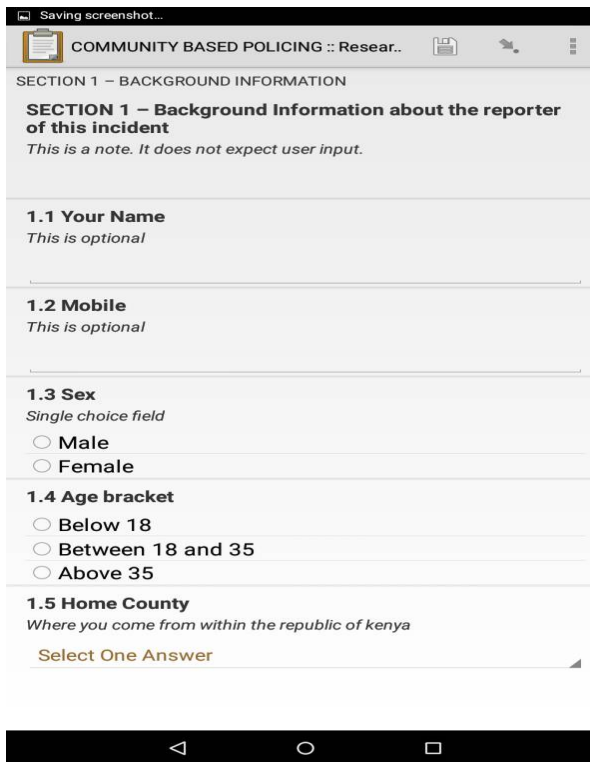 Saving screenshot...
COMMUNITY BASED POLICING :: Resear..
SECTION 1 – BACKGROUND INFORMATION
SECTION 1 – Background Information about the reporter
of this incident
This is a note. It does not expect user input.
1.1 Your Name
This is optional
1.2 Mobile
This is optional
1.3 Sex
Single choice field
Male
Female
1.4 Age bracket
Below 18
Between 18 and 35
Above 35
1.5 Home County
Where you come from within the republic of kenya
Select One Answer